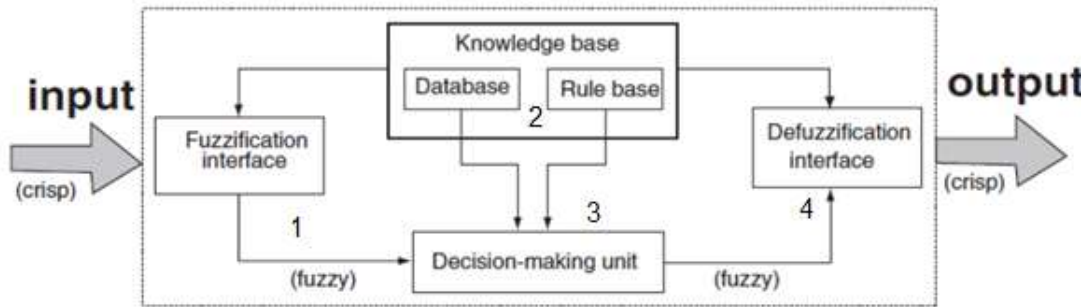 Knowledge base
Database
Rule base
2
input
(crisp)
Fuzzification
interface
output
(crisp)
Defuzzification
interface
1
3
4
(fuzzy)
Decision-making unit
(fuzzy)